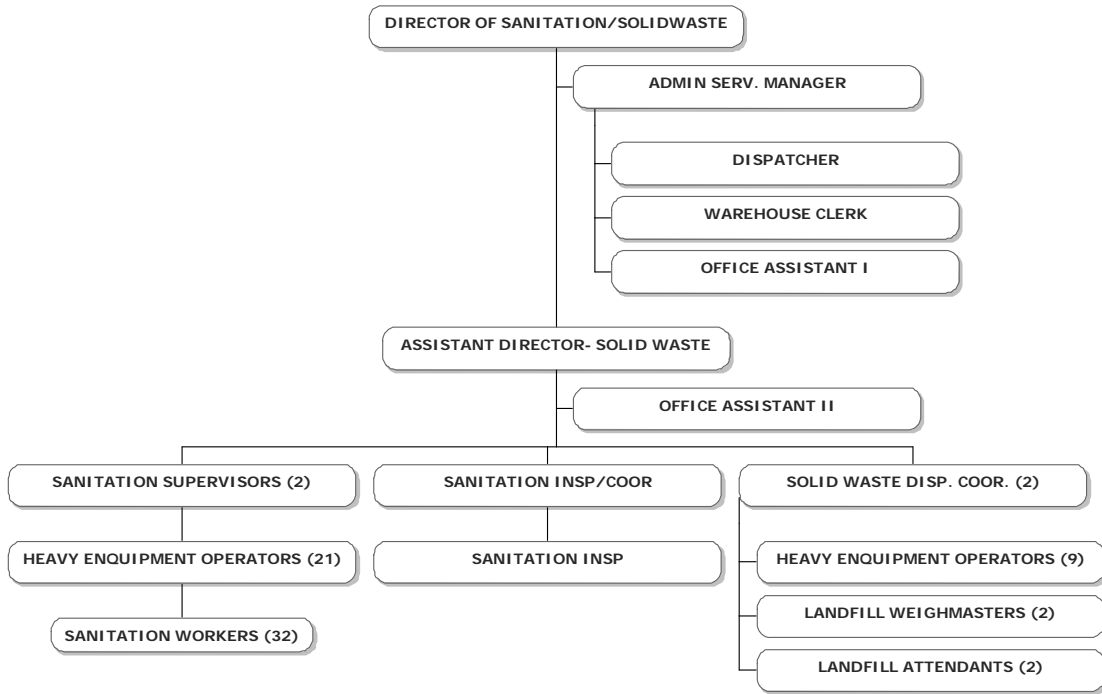 DIRECTOR OF SANITATION/SOLIDWASTE
ADMIN SERV. MANAGER
DISPATCHER
WAREHOUSE CLERK
OFFICE ASSISTANT I
ASSISTANT DIRECTOR- SOLID WASTE
OFFICE ASSISTANT II
SANITATION SUPERVISORS (2)
HEAVY ENQUIPMENT OPERATORS (21)
SANITATION WORKERS (32)
SANITATION INSP/COOR
SANITATION INSP
SOLID WASTE DISP. COOR. (2)
HEAVY ENQUIPMENT OPERATORS (9)
LANDFILL WEIGHMASTERS (2)
LANDFILL ATTENDANTS (2)